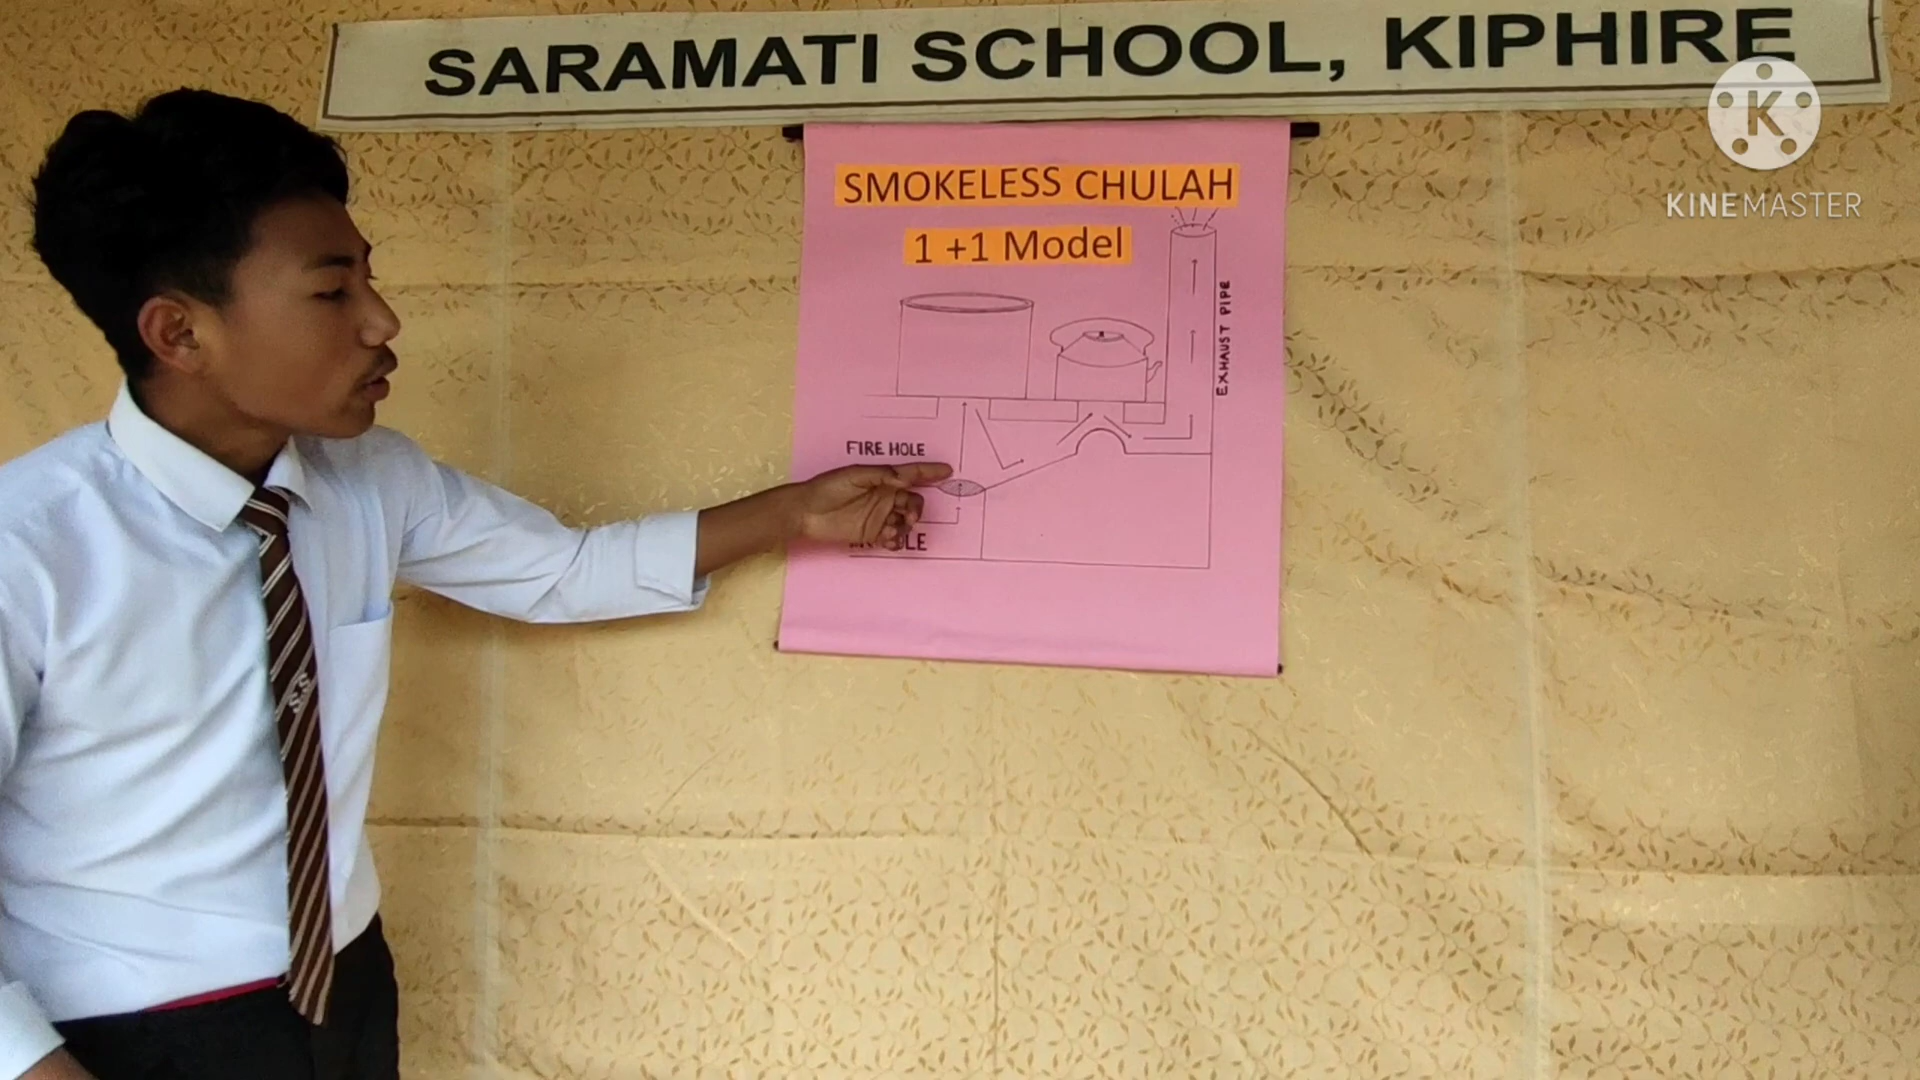 SARAMATI SCHOOL, KIPHIRE
K
KINEMASTER
SMOKELESS CHULAH
1 +1 Model
EXHAUST PIPE
FIRE HOLE
S.S